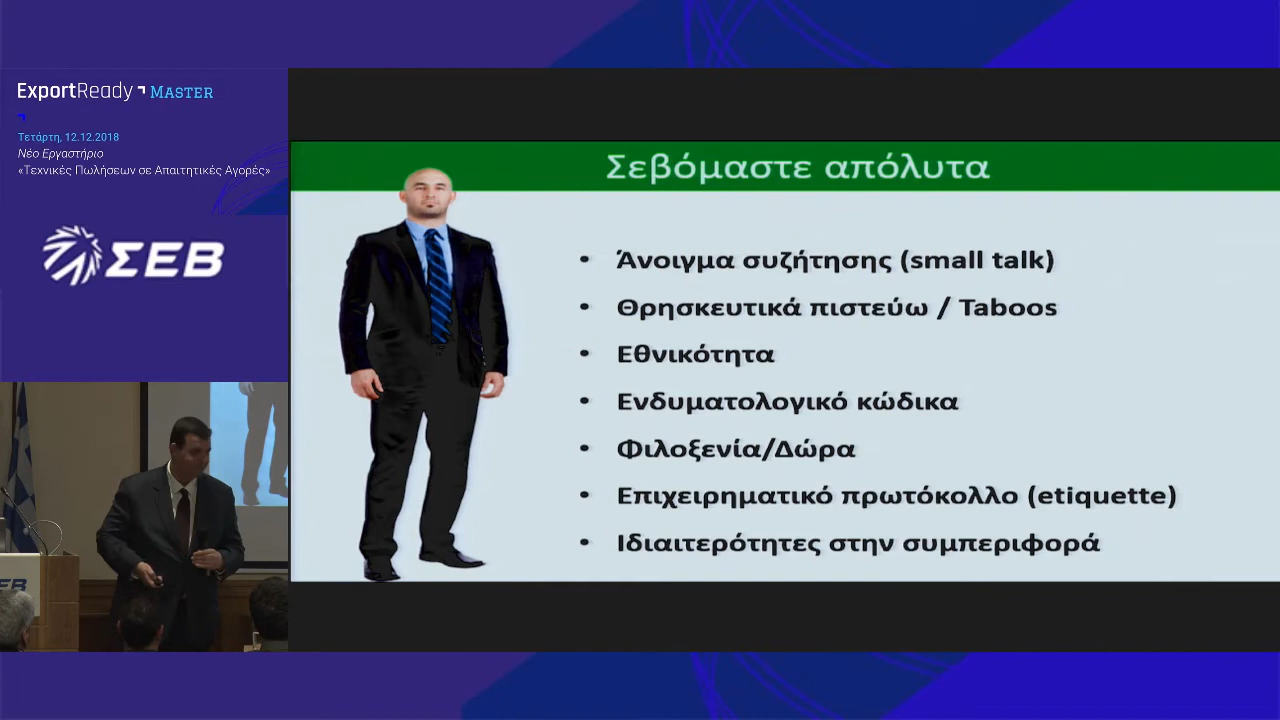 ExportReady MASTER
Τετάρτη, 12.12.2018
Νέο Εργαστήριο
«Τεχνικές Πωλήσεων σε Απαιτητικές Αγορές»
ΣΕΒ
Σεβόμαστε απόλυτα
• Άνοιγμα συζήτησης (small talk)
• Θρησκευτικά πιστεύω / Taboos
• Εθνικότητα
• Ενδυματολογικό κώδικα
• Φιλοξενία/Δώρα
• Επιχειρηματικό πρωτόκολλο (etiquette)
• Ιδιαιτερότητες στην συμπεριφορά